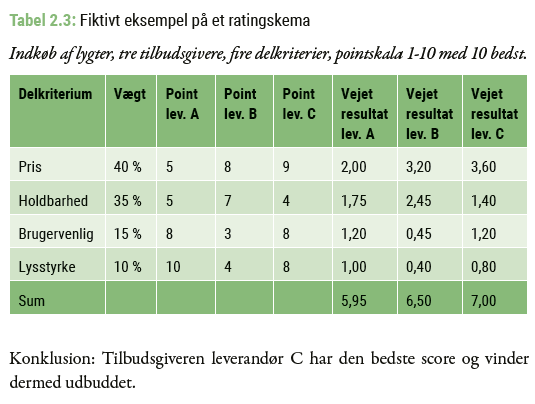 Tabel 2.3: Fiktivt eksempel på et ratingskema
Indkøb af lygter, tre tilbudsgivere, fire delkriterier, pointskala 1-10 med 10 bedst.
Delkriterium Vægt Point lev. A Point lev. B Point lev. C Vejet resultat lev. A Vejet resultat lev. B Vejet resultat lev. C
Pris 40 % 5 8 9 2,00 3,20 3,60
Holdbarhed 35 % 5 7 4 1,75 2,45 1,40
Brugervenlig 15 % 8 3 8 1,20 0,45 1,20
Lysstyrke 10 % 10 4 8 1,00 0,40 0,80
Sum 5,95 6,50 7,00
Konklusion: Tilbudsgiveren leverandør C har den bedste score og vinder
dermed udbuddet.